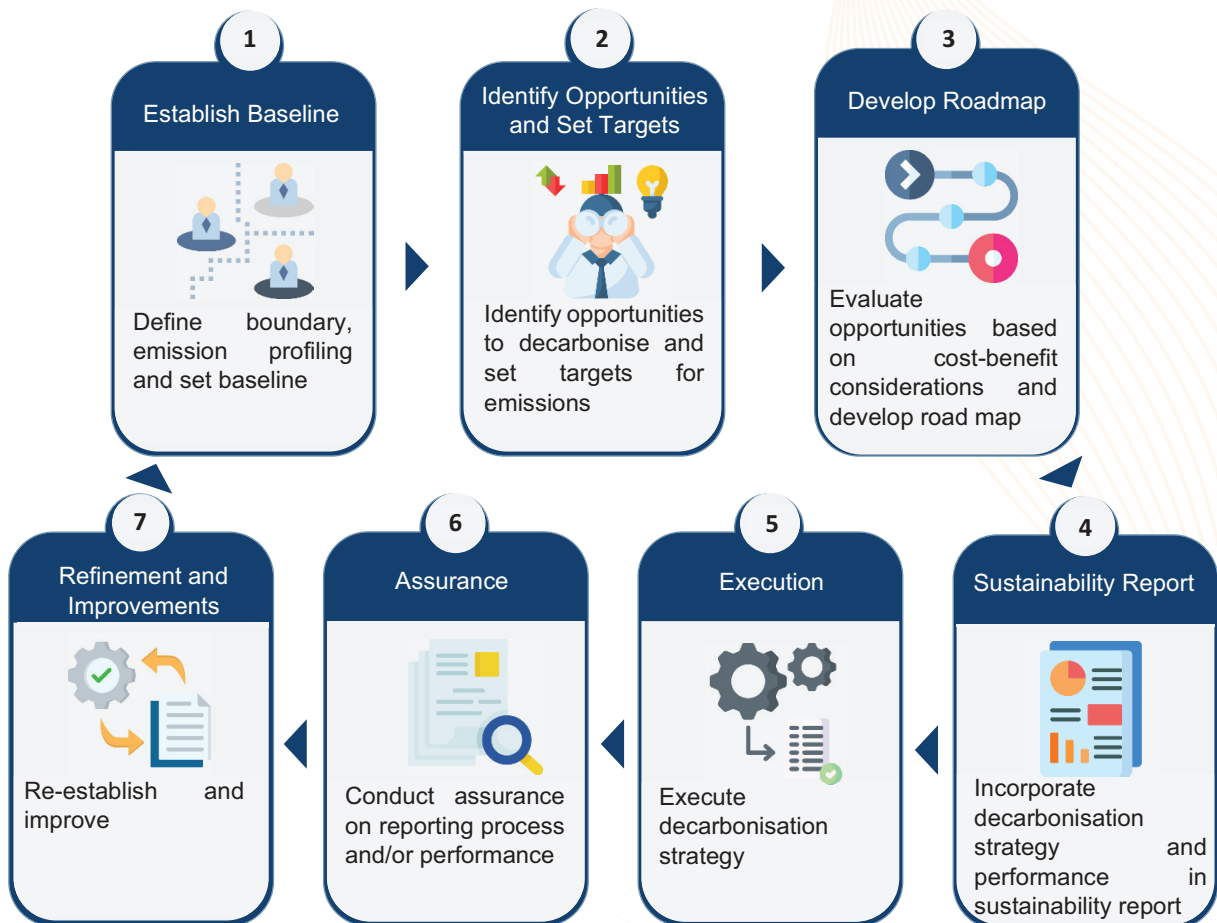 1
Establish Baseline
Define boundary,
emission profiling
and set baseline
2
Identify Opportunities
and Set Targets
Identify opportunities
to decarbonise and
set targets for
emissions
3
Develop Roadmap
Evaluate
opportunities based
on cost-benefit
considerations and
develop road map
4
Sustainability Report
Incorporate
decarbonisation
strategy and
performance in
sustainability report
5
Execution
Execute
decarbonisation
strategy
6
Assurance
Conduct assurance
on reporting process
and/or performance
7
Refinement and
Improvements
Re-establish and
improve